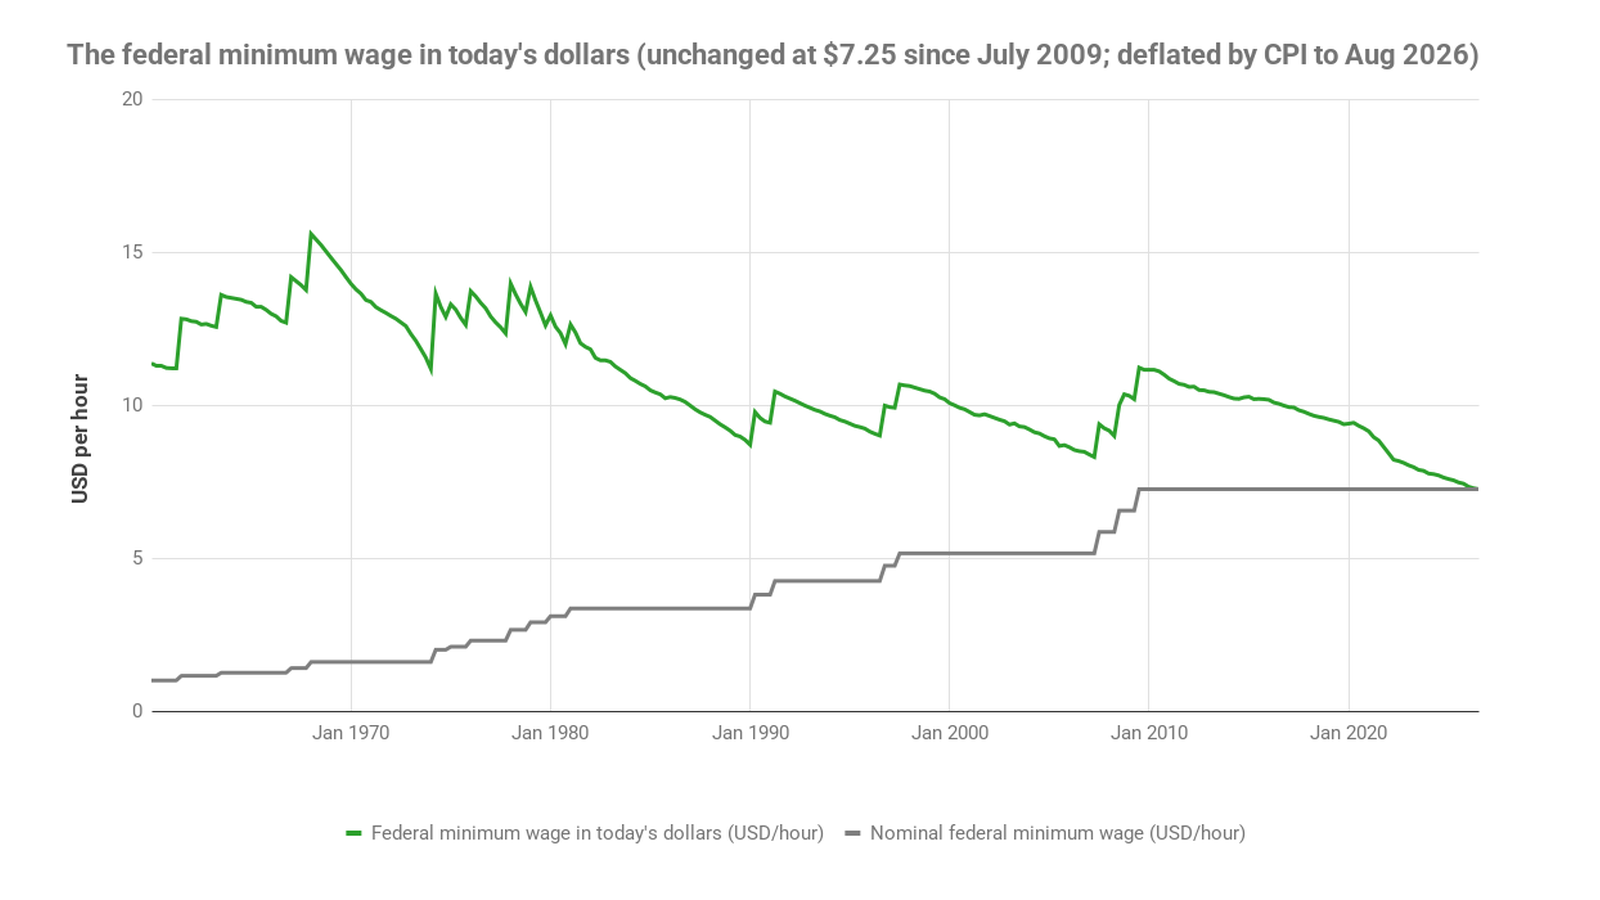 The federal minimum wage in today's dollars (unchanged at $7.25 since July 2009; deflated by CPI to Aug 2026)
USD per hour
20
15
10
5
0
Jan 1970 Jan 1980 Jan 1990 Jan 2000 Jan 2010 Jan 2020
Federal minimum wage in today's dollars (USD/hour) Nominal federal minimum wage (USD/hour)